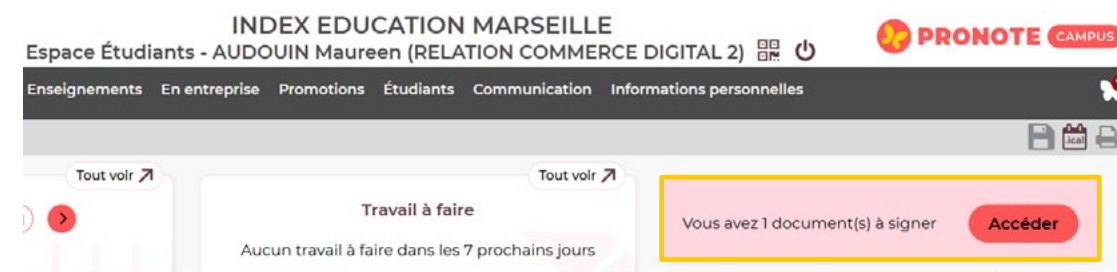 INDEX EDUCATION MARSEILLE
Espace Étudiants - AUDOUIN Maureen (RELATION COMMERCE DIGITAL 2)
PRONOTE CAMPUS
Enseignements En entreprise Promotions Étudiants Communication Informations personnelles
.ical
Tout voir
Tout voir
Travail à faire
Aucun travail à faire dans les 7 prochains jours
Vous avez 1 document(s) à signer
Accéder